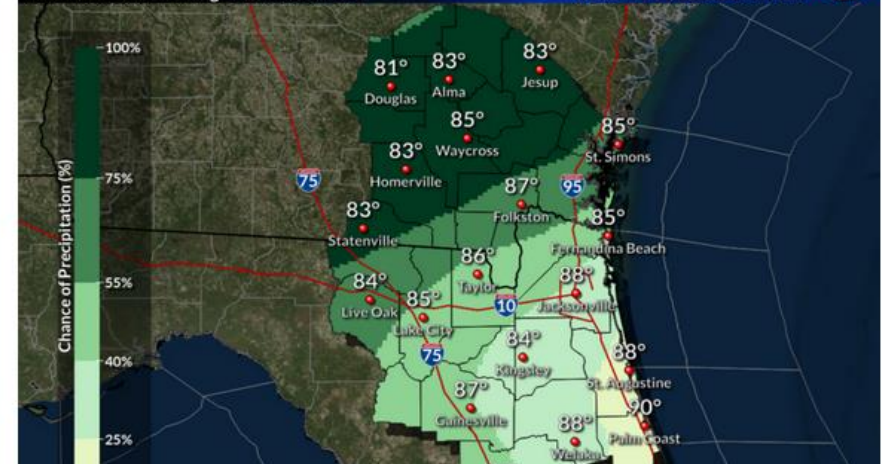 100%
75%
55%
40%
25%
Chance of Precipitation (%)
81°
Douglas
83°
Alma
83°
Jesup
85°
Waycross
85°
St. Simons
83°
Homerville
75
87°
Folkston
95
83°
Statenville
85°
Fernandina Beach
86°
Taylor
84°
Live Oak
85°
Lake City
10
88°
Jacksonville
75
84°
Kingsley
88°
St. Augustine
87°
Gainesville
90°
Palm Coast
88°
Welaka